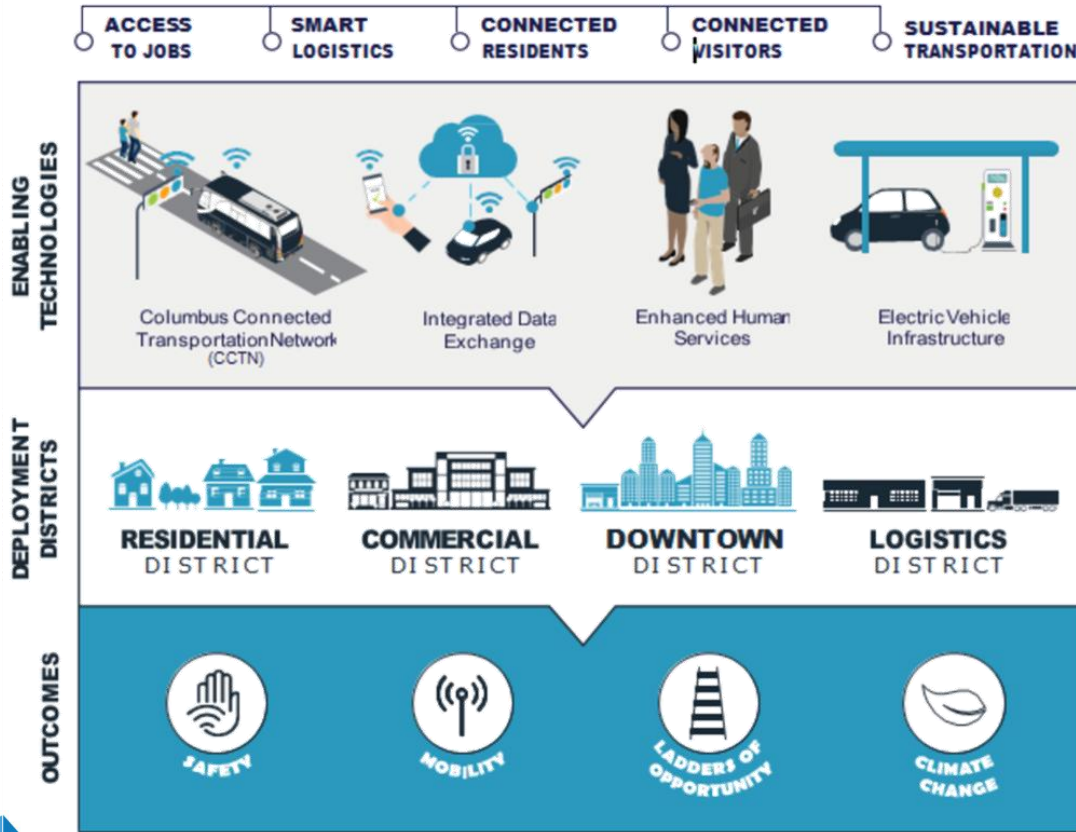 ACCESS
TO JOBS
SMART
LOGISTICS
CONNECTED
RESIDENTS
CONNECTED
VISITORS
SUSTAINABLE
TRANSPORTATION
ENABLING
TECHNOLOGIES
Columbus Connected
TransportationNetwork
(CCTN)
Integrated Data
Exchange
Enhanced Human
Services
Electric Vehicle
Infrastructure
DEPLOYMENT
DISTRICTS
RESIDENTIAL
DISTRICT
COMMERCIAL
DISTRICT
DOWNTOWN
DISTRICT
LOGISTICS
DISTRICT
OUTCOMES
SAFETY
MOBILITY
LADDERS OF
OPPORTUNITY
CLIMATE
CHANGE